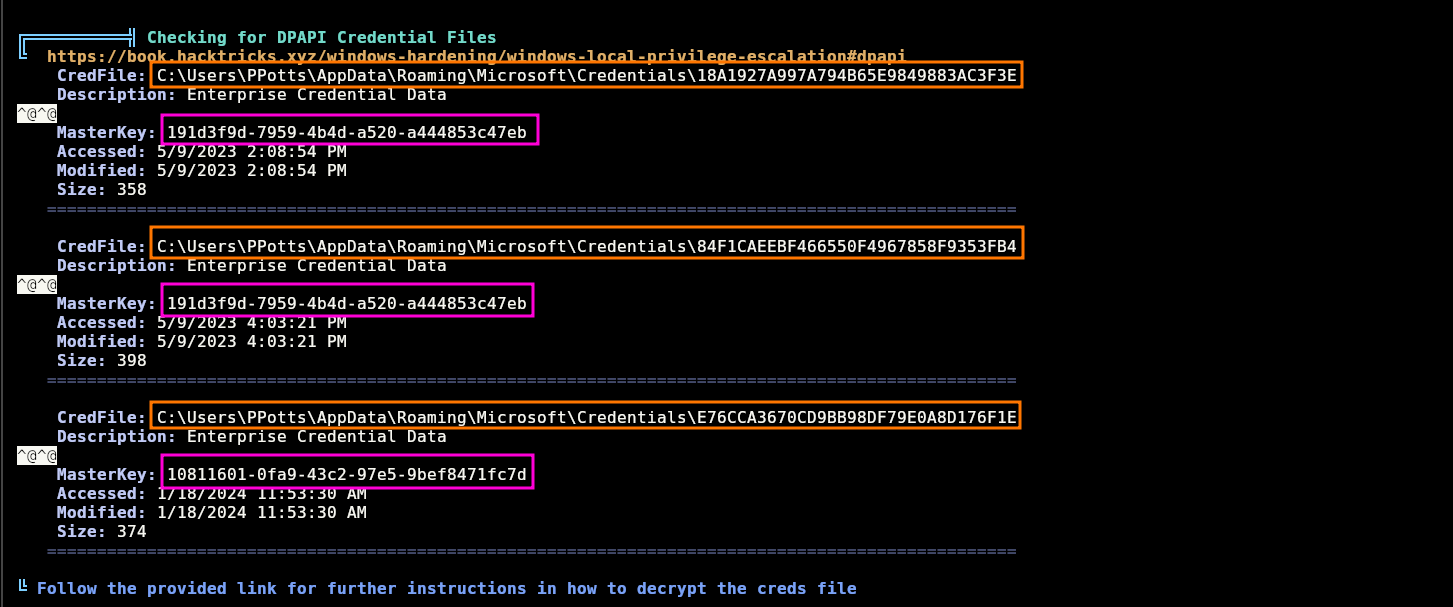 Checking for DPAPI Credential Files
https://book.hacktricks.xyz/windows-hardening/windows-local-privilege-escalation#dpapi
CredFile: C:\Users\PPotts\AppData\Roaming\Microsoft\Credentials\18A1927A997A794B65E9849883AC3F3E
Description: Enterprise Credential Data
^@^@
MasterKey: 191d3f9d-7959-4b4d-a520-a444853c47eb
Accessed: 5/9/2023 2:08:54 PM
Modified: 5/9/2023 2:08:54 PM
Size: 358
=================================================================================================
CredFile: C:\Users\PPotts\AppData\Roaming\Microsoft\Credentials\84F1CAEEBF466550F4967858F9353FB4
Description: Enterprise Credential Data
^@^@
MasterKey: 191d3f9d-7959-4b4d-a520-a444853c47eb
Accessed: 5/9/2023 4:03:21 PM
Modified: 5/9/2023 4:03:21 PM
Size: 398
=================================================================================================
CredFile: C:\Users\PPotts\AppData\Roaming\Microsoft\Credentials\E76CCA3670CD9BB98DF79E0A8D176F1E
Description: Enterprise Credential Data
^@^@
MasterKey: 10811601-0fa9-43c2-97e5-9bef8471fc7d
Accessed: 1/18/2024 11:53:30 AM
Modified: 1/18/2024 11:53:30 AM
Size: 374
=================================================================================================
Follow the provided link for further instructions in how to decrypt the creds file